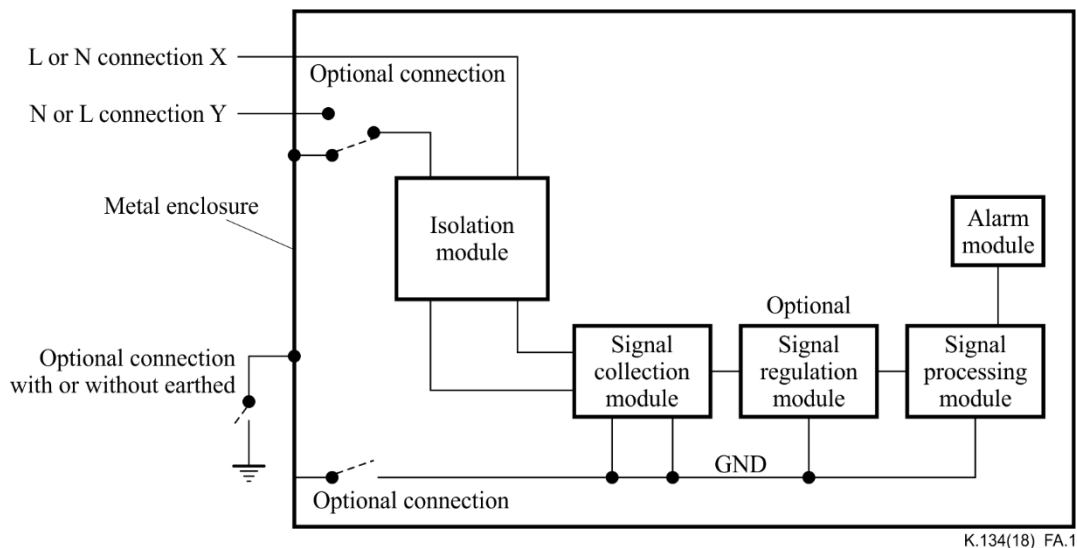 L or N connection X
Optional connection
N or L connection Y
Metal enclosure
Isolation
module
Alarm
module
Optional
Optional connection
with or without earthed
Signal
collection
module
Signal
regulation
module
Signal
processing
module
GND
Optional connection
K.134(18) FA.1